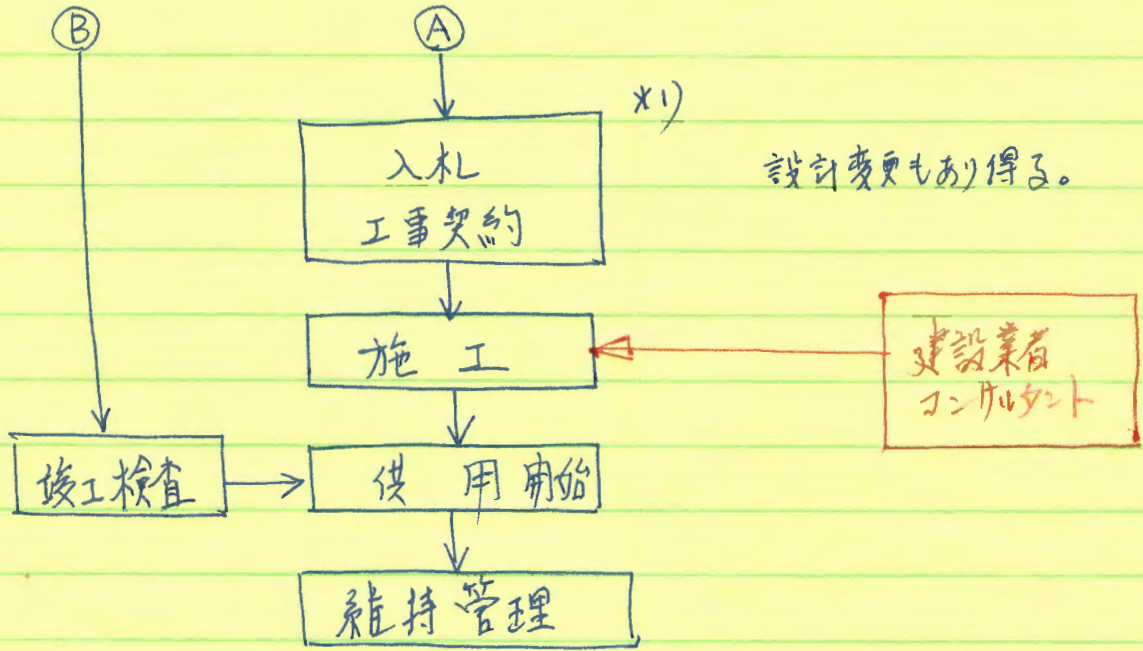 B
A
※1)
入札
工事契約
設計変更もあり得る。
施 工
建設業者
コンサルタント
竣工検査
供 用 開始
維持管理